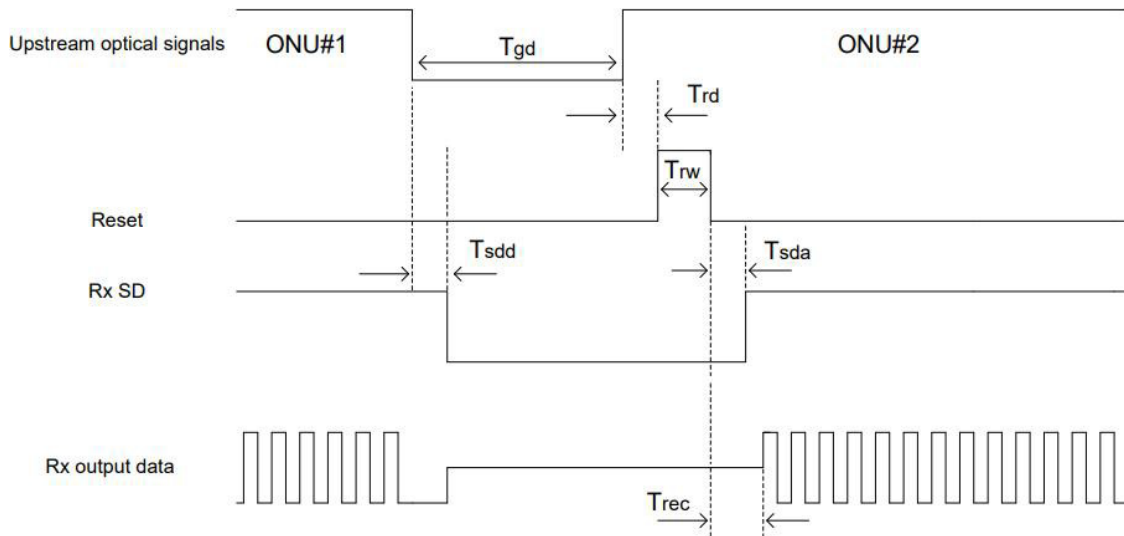 Upstream optical signals
ONU#1
ONU#2
Tgd
Trd
Trw
Reset
Tsdd
Tsda
Rx SD
Rx output data
Trec